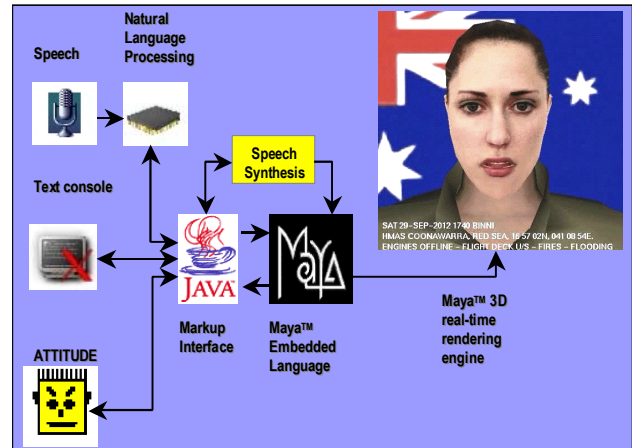 Natural
Language
Processing
Speech
Speech
Synthesis
Text console
JAVA™
MAYA
SAT 29-SEP-2012 1740 BINNI
HMAS COONAWARRA, RED SEA, 18 57 02N, 041 08 54E.
ENGINES OFFLINE – FLIGHT DECK U/S – FIRES – FLOODING
Markup
Interface
Maya™
Embedded
Language
Maya™ 3D
real-time
rendering
engine
ATTITUDE